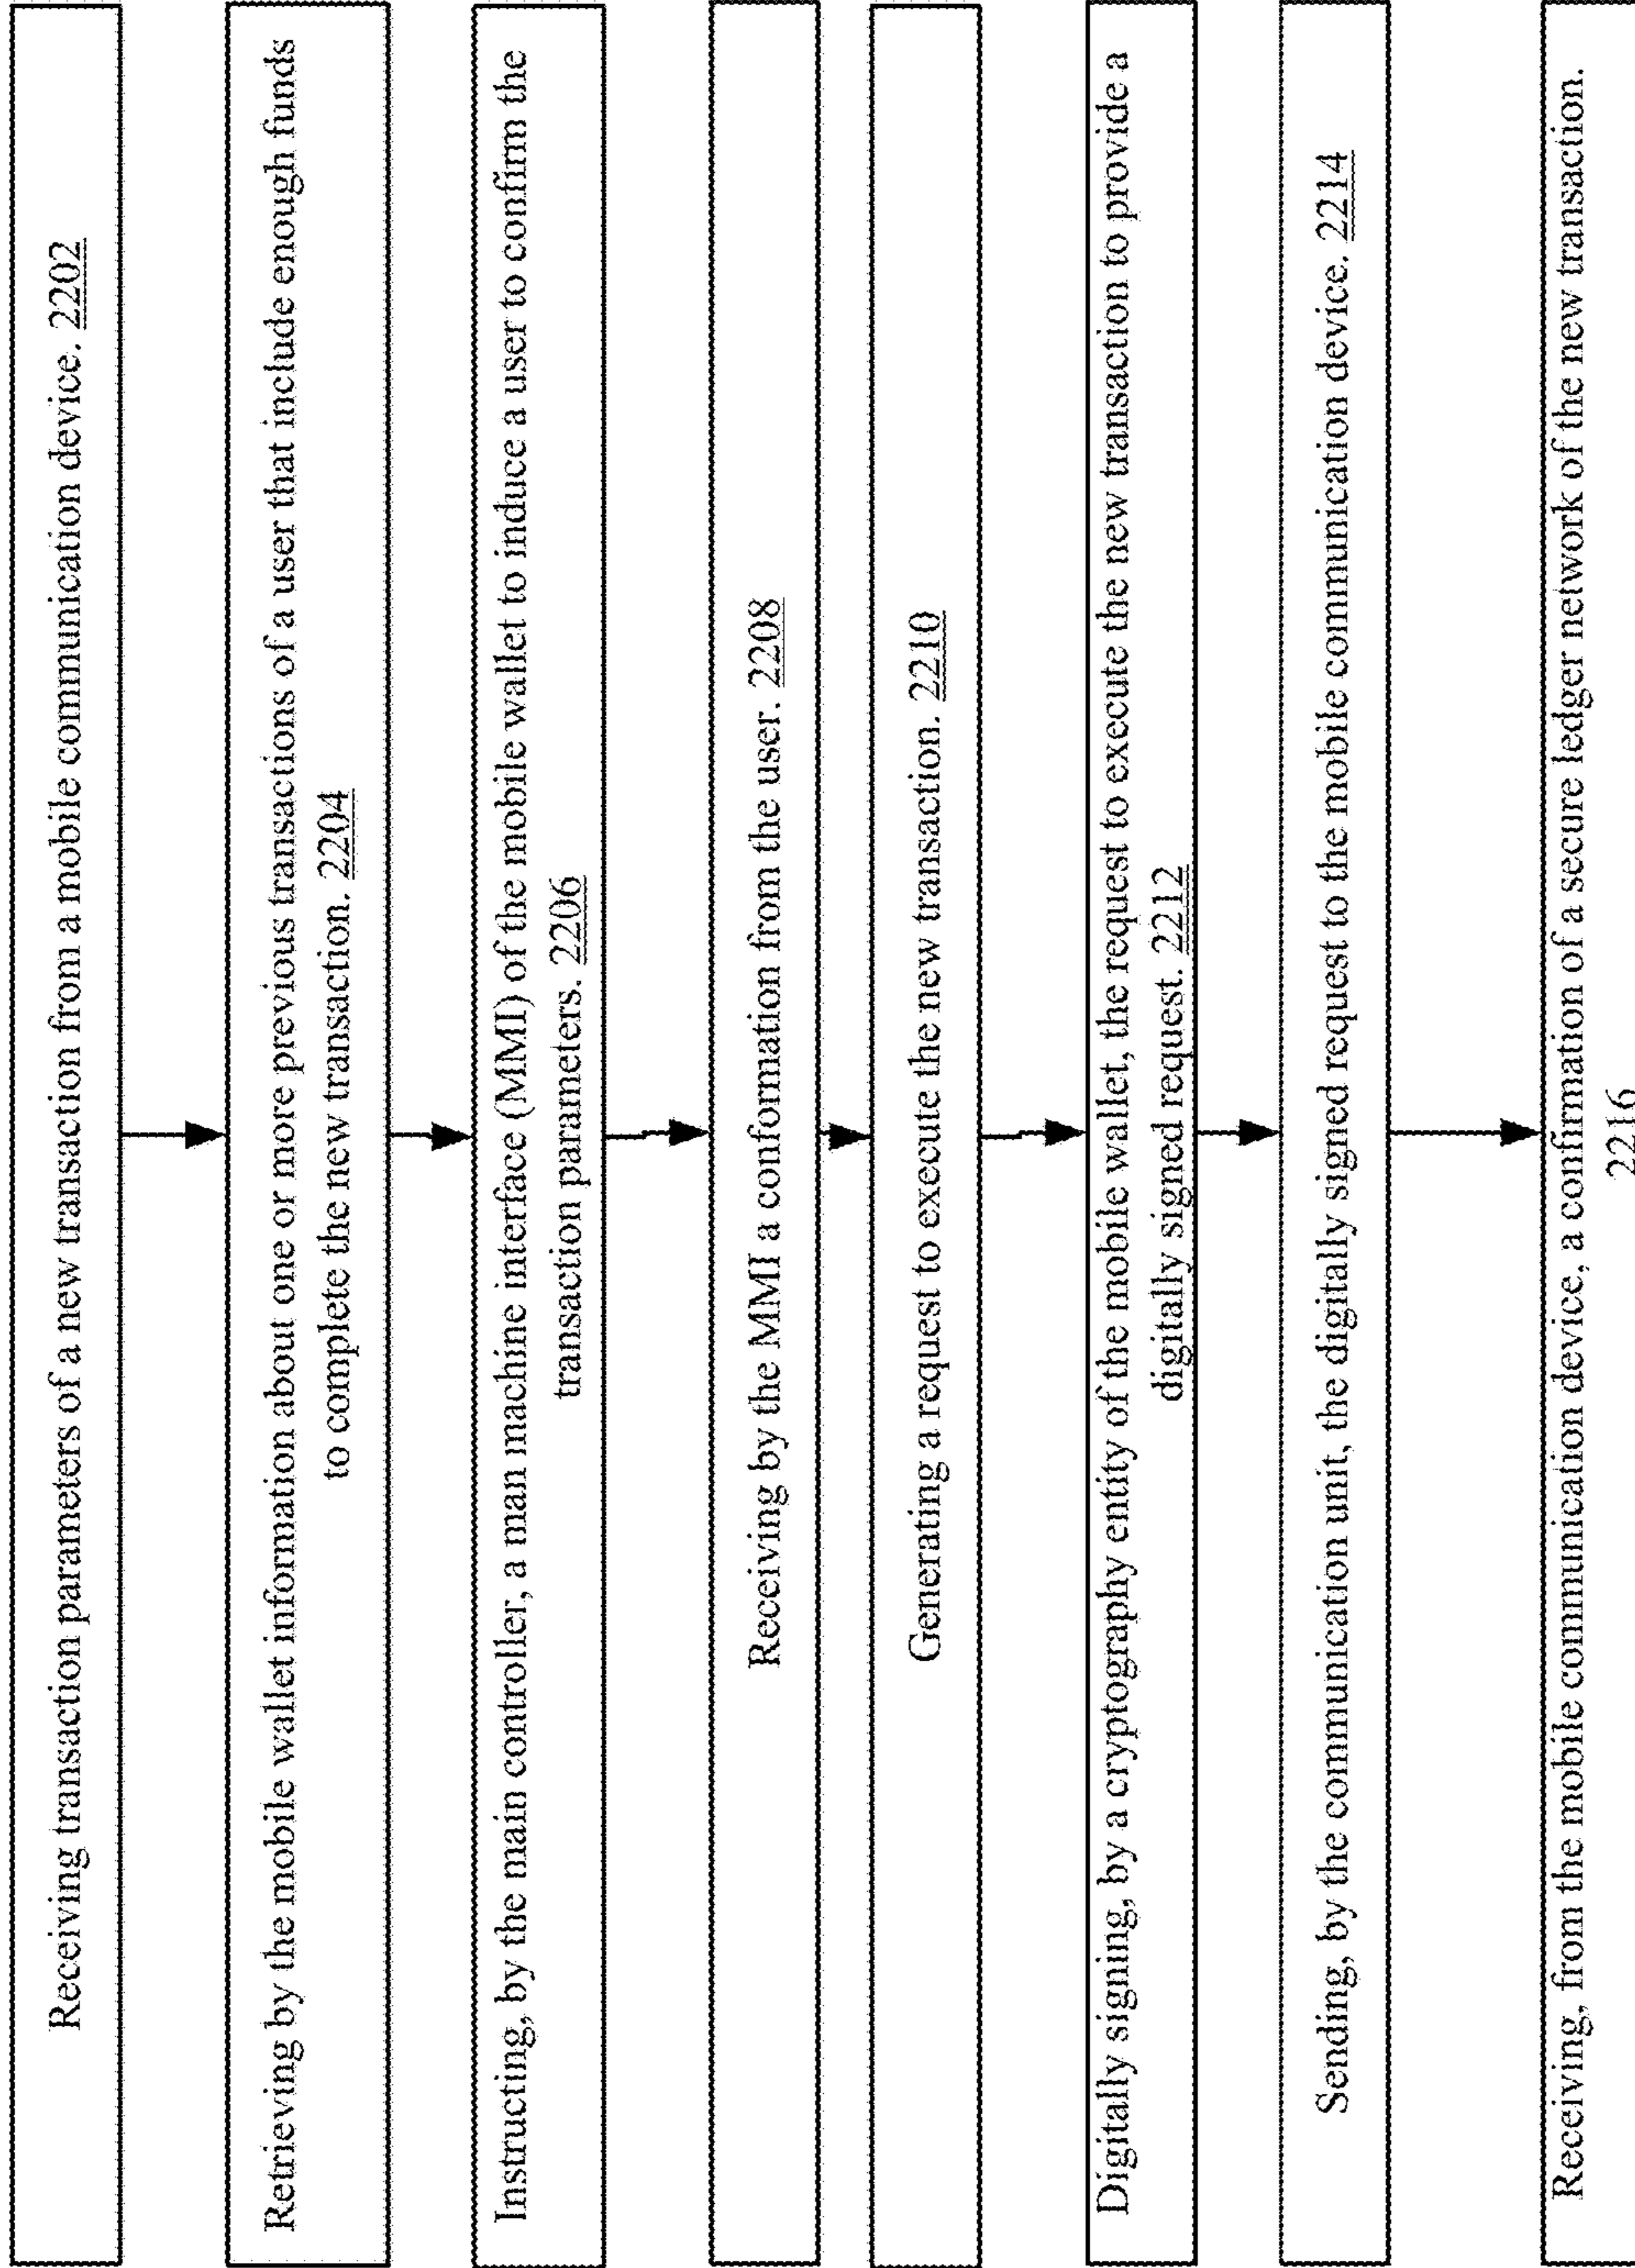 Receiving transaction parameters of a new transaction from a mobile communication device. 2202
Retrieving by the mobile wallet information about one or more previous transactions of a user that include enough funds
to complete the new transaction. 2204
Instructing, by the main controller, a man machine interface (MMI) of the mobile wallet to induce a user to confirm the
transaction parameters. 2206
Receiving by the MMI a conformation from the user. 2208
Generating a request to execute the new transaction. 2210
Digitally signing, by a cryptography entity of the mobile wallet, the request to execute the new transaction to provide a
digitally signed request. 2212
Sending, by the communication unit, the digitally signed request to the mobile communication device. 2214
Receiving, from the mobile communication device, a confirmation of a secure ledger network of the new transaction.
2216